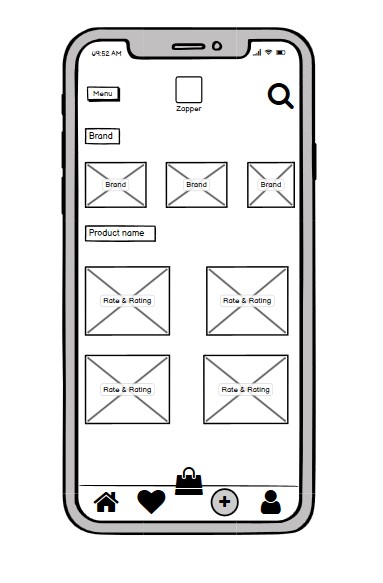 09:52 AM
Menu
Zapper
Brand
Brand
Brand
Brand
Product name
Rate & Rating
Rate & Rating
Rate & Rating
Rate & Rating